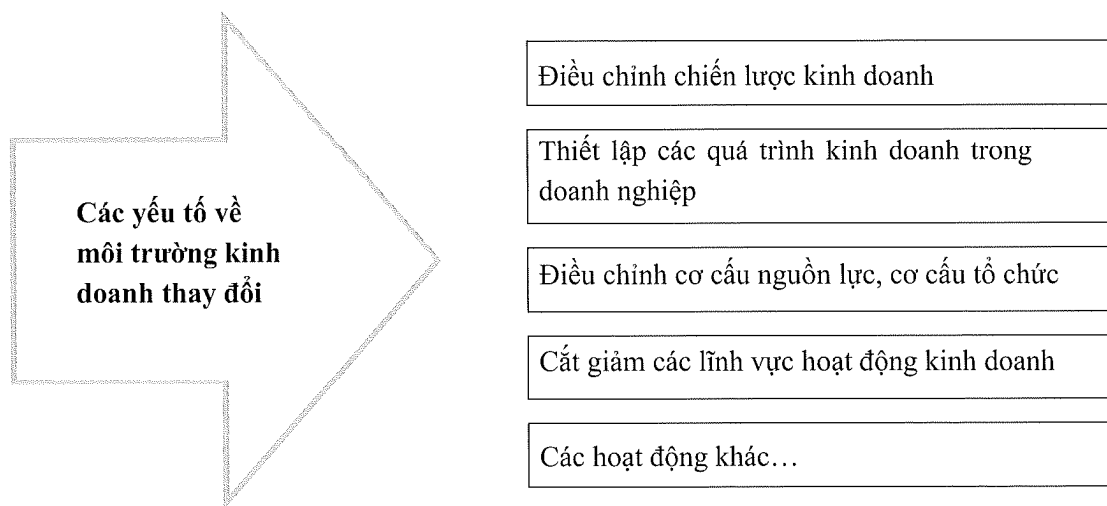 Các yếu tố về
môi trường kinh
doanh thay đổi
Điều chỉnh chiến lược kinh doanh
Thiết lập các quá trình kinh doanh trong
doanh nghiệp
Điều chỉnh cơ cấu nguồn lực, cơ cấu tổ chức
Cắt giảm các lĩnh vực hoạt động kinh doanh
Các hoạt động khác…